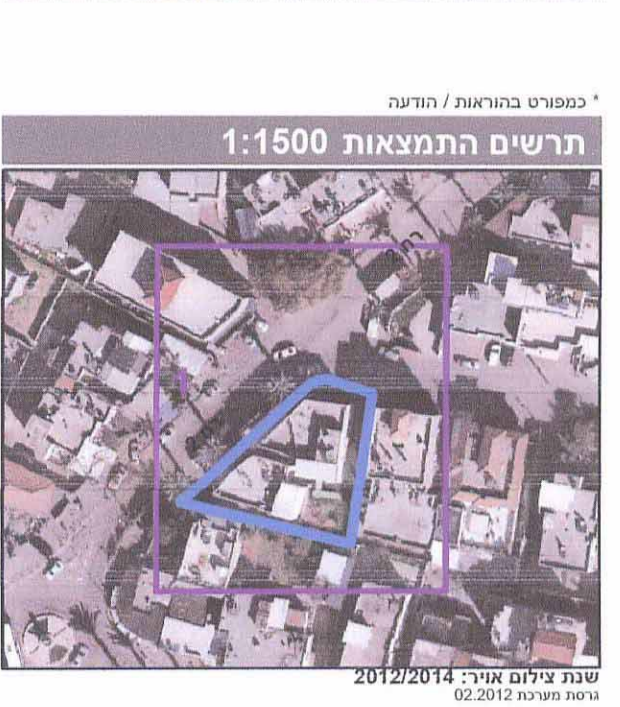 * כמפורט בהוראות / הודעה
תרשים התמצאות 1:1500
שנת צילום אויר: 2012/2014
גרסת מערכת 02.2012